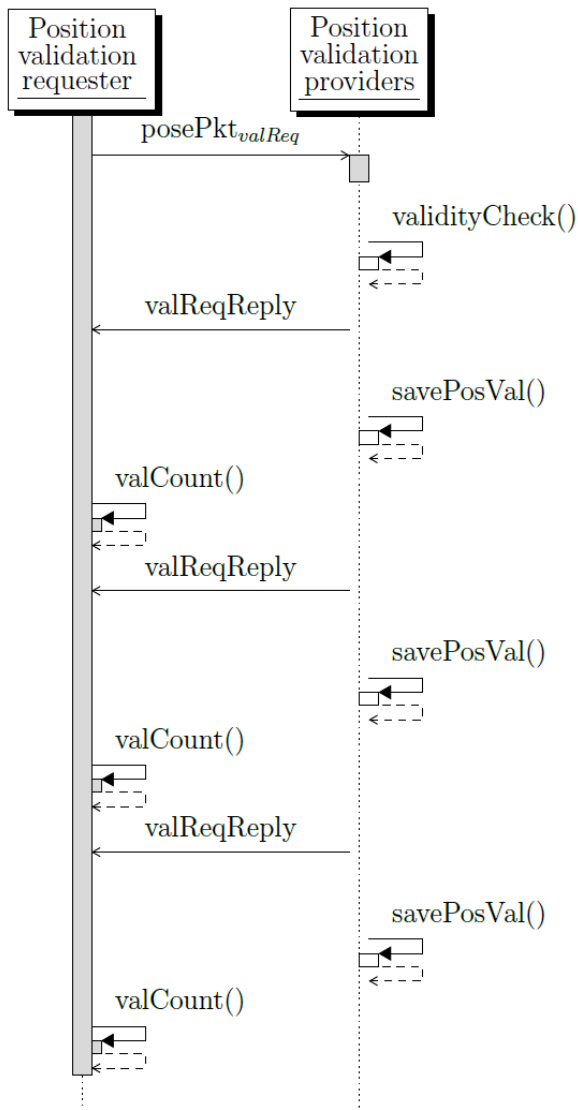 Position
validation
requester
Position
validation
providers
posePkt_valReq
validityCheck()
valReqReply
savePosVal()
valCount()
valReqReply
savePosVal()
valCount()
valReqReply
savePosVal()
valCount()